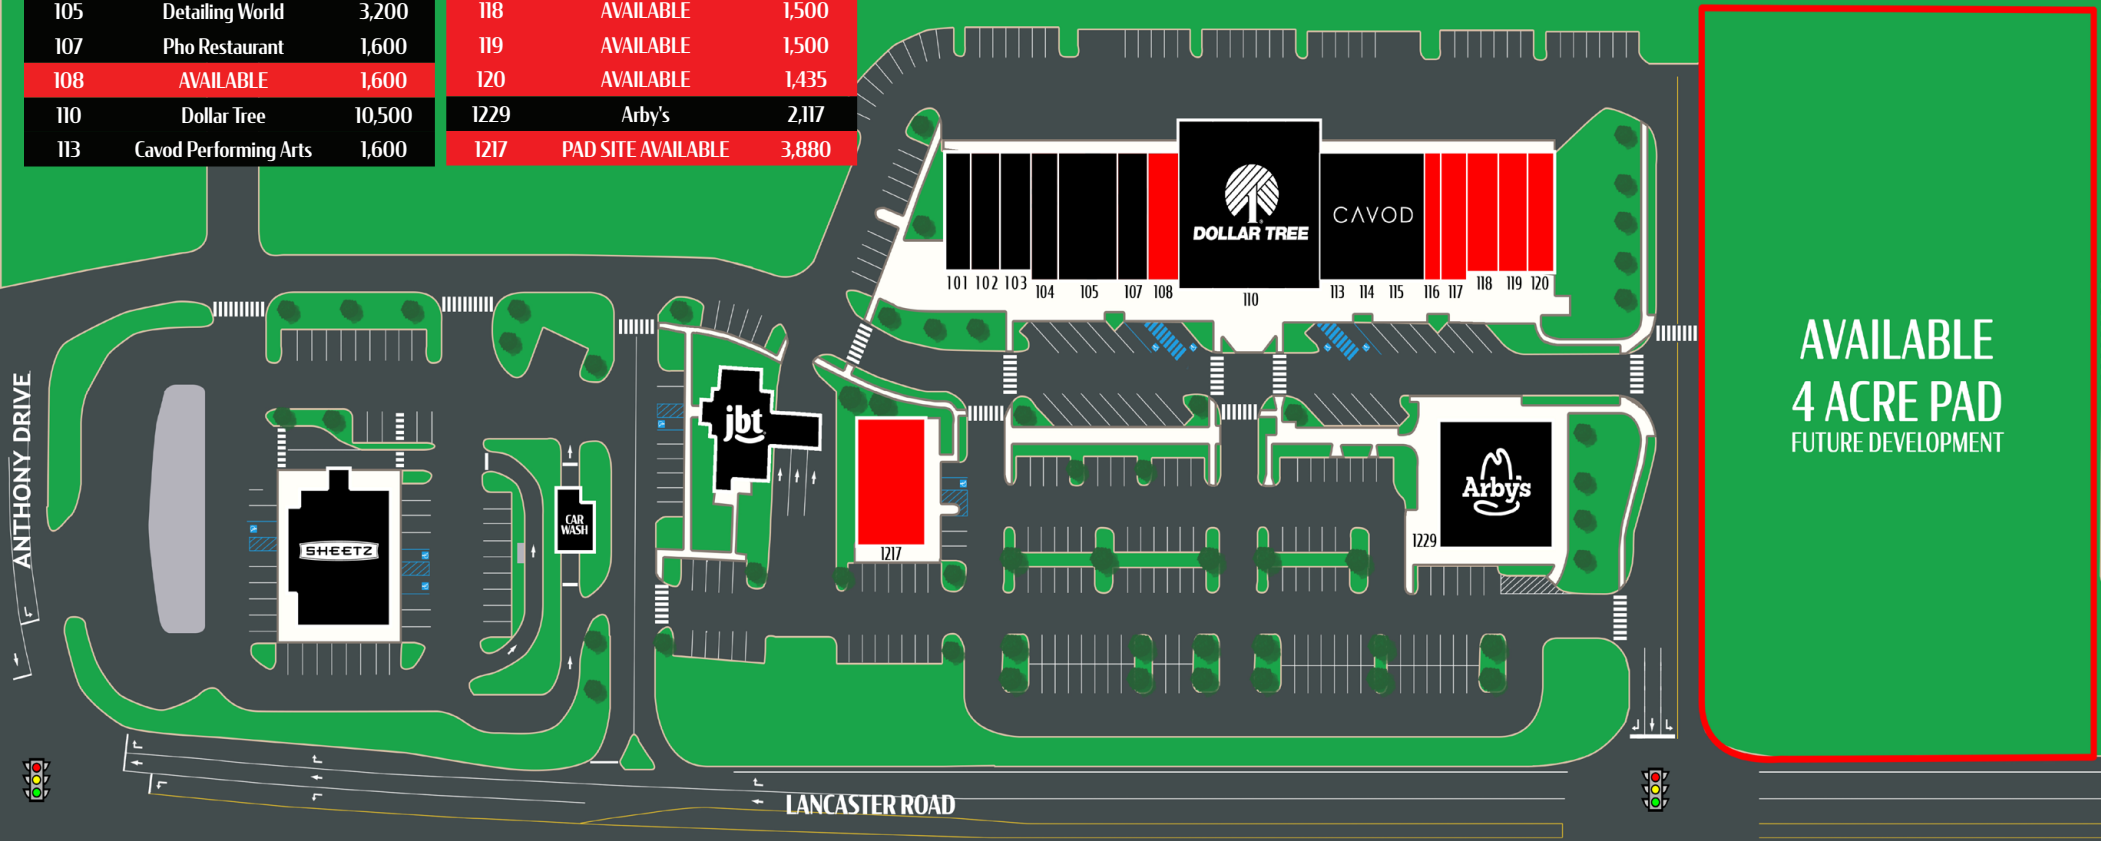 105 Detailing World 3,200
107 Pho Restaurant 1,600
108 AVAILABLE 1,600
110 Dollar Tree 10,500
113 Cavod Performing Arts 1,600
118 AVAILABLE 1,500
119 AVAILABLE 1,500
120 AVAILABLE 1,435
1229 Arby's 2,117
1217 PAD SITE AVAILABLE 3,880
DOLLAR TREE
CAVOD
101 102 103 104 105 107 108 110 113 114 115 116 117 118 119 120
AVAILABLE
4 ACRE PAD
FUTURE DEVELOPMENT
ANTHONY DRIVE
jbt
Arby's
1229
CAR
WASH
SHEETZ
1217
LANCASTER ROAD